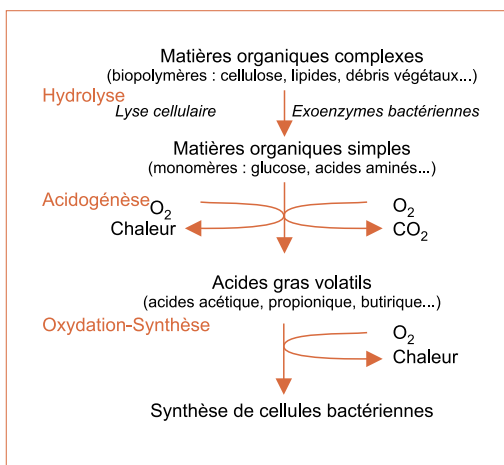 Matières organiques complexes
(biopolymères : cellulose, lipides, débris végétaux...)
Hydrolyse
Lyse cellulaire Exoenzymes bactériennes
Matières organiques simples
(monomères : glucose, acides aminés...)
Acidogénèse
O₂ O₂
Chaleur CO₂
Acides gras volatils
(acides acétique, propionique, butirique...)
Oxydation-Synthèse
O₂
Chaleur
Synthèse de cellules bactériennes